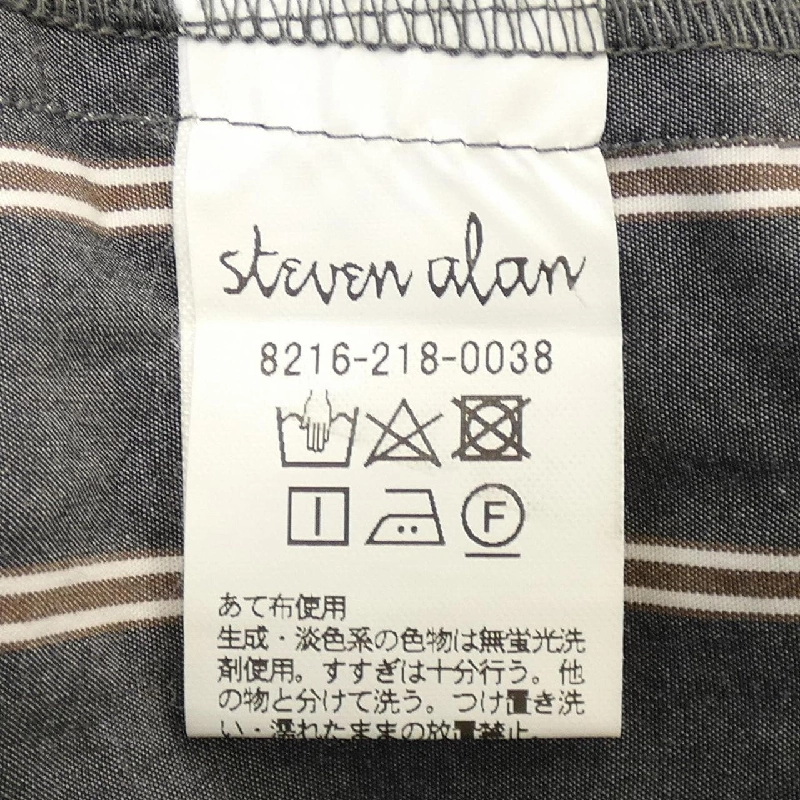 steven alan
8216-218-0038
F
あて布使用
生成・淡色系の色物は無蛍光洗
剤使用。すすぎは十分行う。他
の物と分けて洗う。つけ置き洗
い・濡れたままの放置禁止